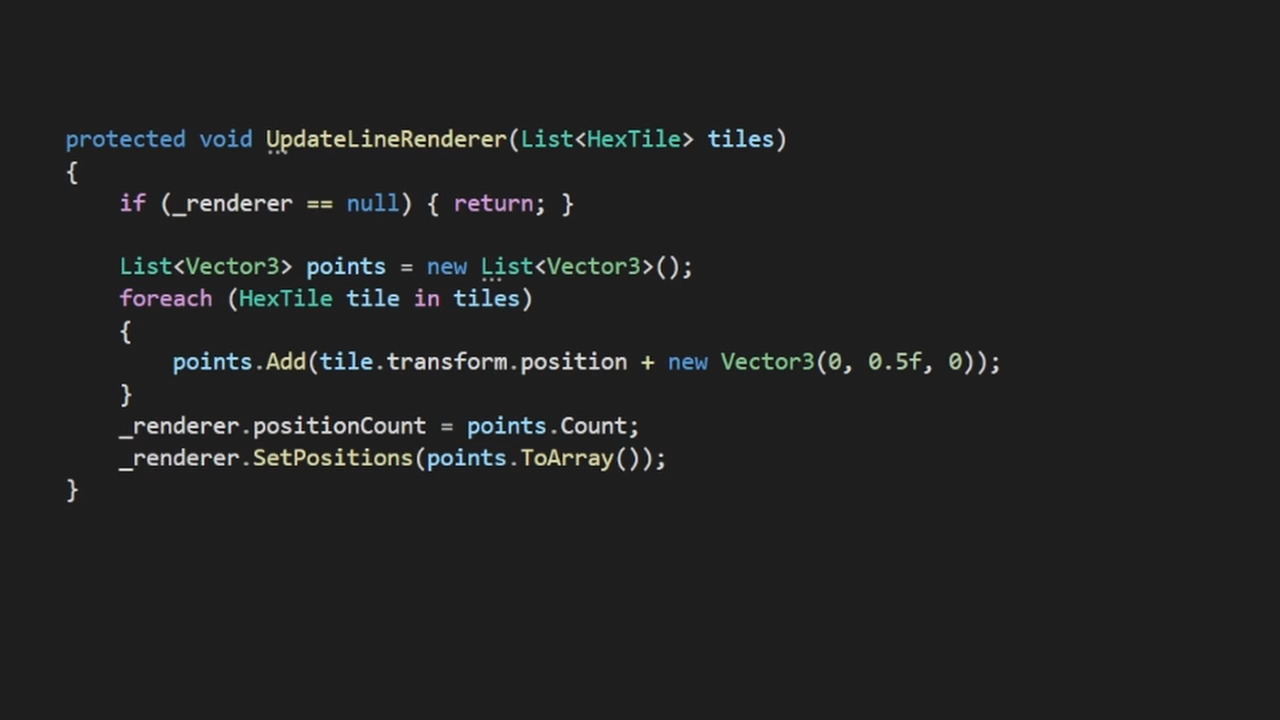 protected void UpdateLineRenderer(List<HexTile> tiles)
{
    if (_renderer == null) { return; }

    List<Vector3> points = new List<Vector3>();
    foreach (HexTile tile in tiles)
    {
        points.Add(tile.transform.position + new Vector3(0, 0.5f, 0));
    }
    _renderer.positionCount = points.Count;
    _renderer.SetPositions(points.ToArray());
}